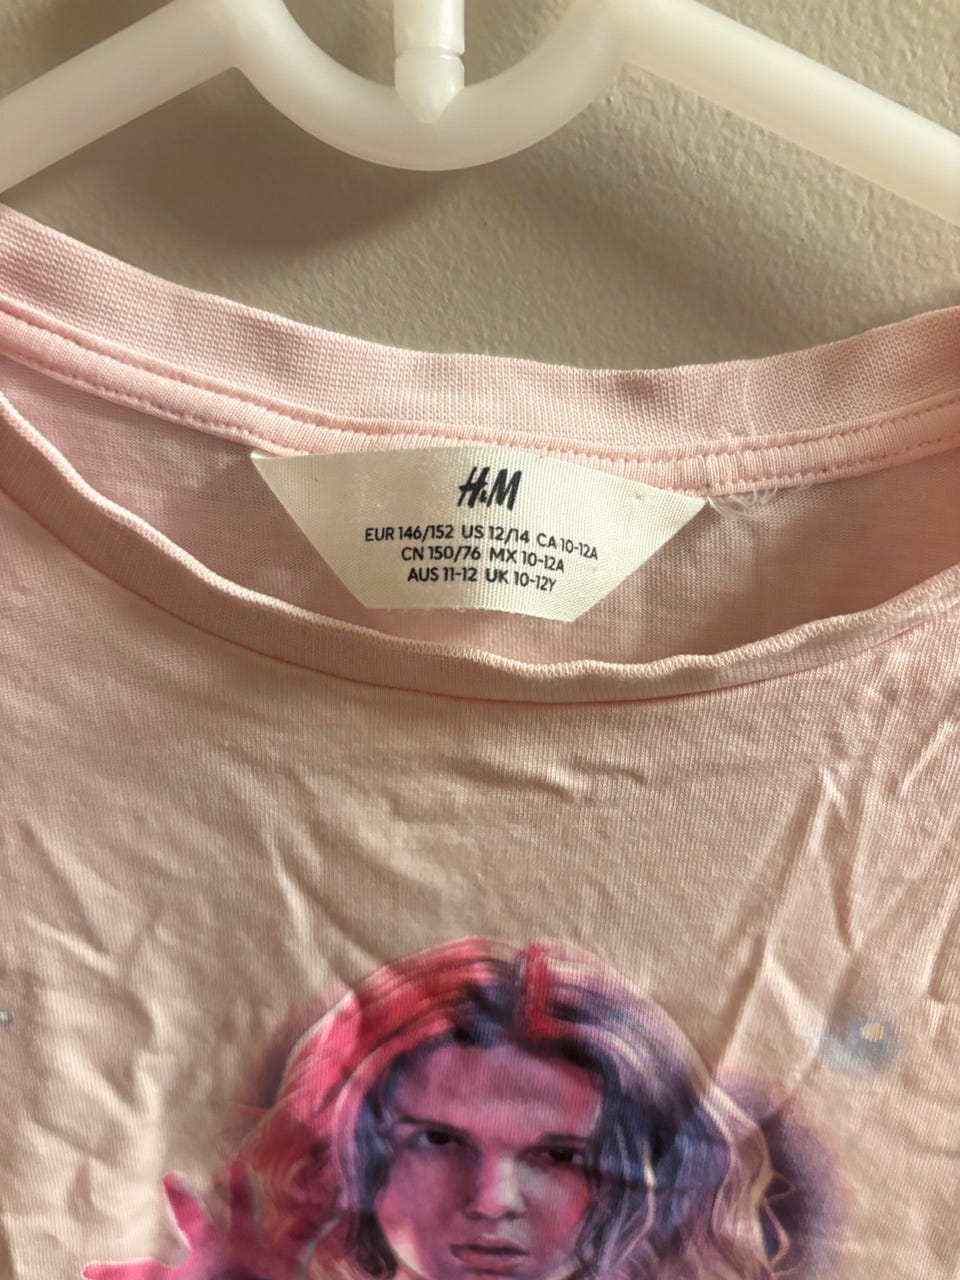 H&M
EUR 146/152 US 12/14 CA 10-12A
CN 150/76 MX 10-12A
AUS 11-12 UK 10-12Y